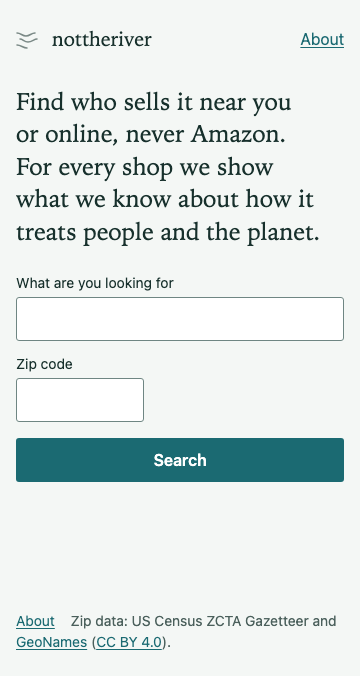 nottheriver
About
Find who sells it near you
or online, never Amazon.
For every shop we show
what we know about how it
treats people and the planet.
What are you looking for
Zip code
Search
About Zip data: US Census ZCTA Gazetteer and
GeoNames (CC BY 4.0).